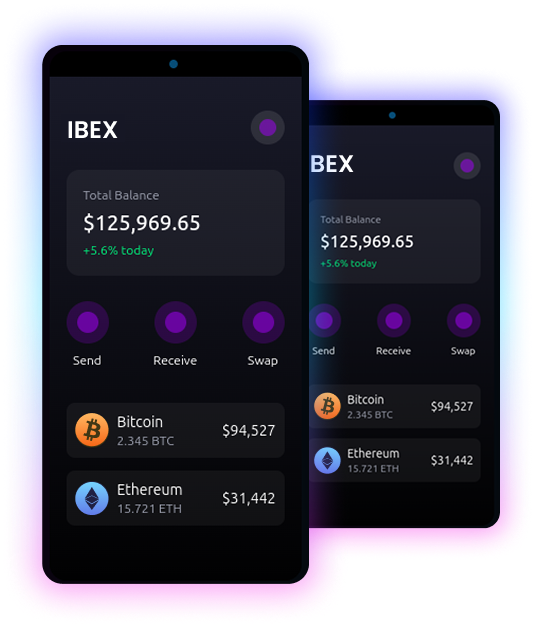 IBEX
Total Balance
$125,969.65
+5.6% today
Send Receive Swap
Bitcoin
2.345 BTC
$94,527
Ethereum
15.721 ETH
$31,442
BEX
Total Balance
$125,969.65
+5.6% today
Send Receive Swap
Bitcoin
2.345 BTC
$94,527
Ethereum
15.721 ETH
$31,442